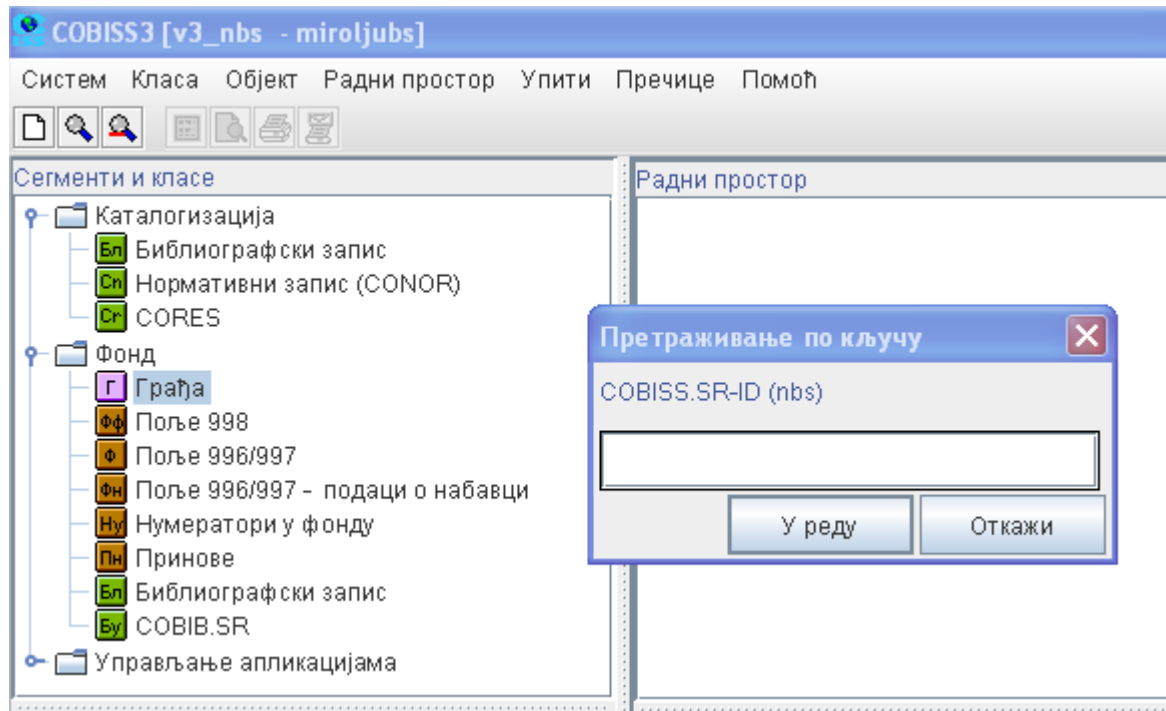 COBISS3 [v3_nbs - miroljubs]
Систем Класа Објект Радни простор Упити Пречице Помоћ
Сегменти и класе
Каталогизација
Бл Библиографски запис
Cn Нормативни запис (CONOR)
Cr CORES
Фонд
Г Грађа
Фф Поље 998
Ф Поље 996/997
Фн Поље 996/997 - подаци о набавци
Ну Нумератори у фонду
Пн Принове
Бл Библиографски запис
Бу COBIB.SR
Управљање апликацијама
Радни простор
Претраживање по кључу
COBISS.SR-ID (nbs)
У реду Откажи